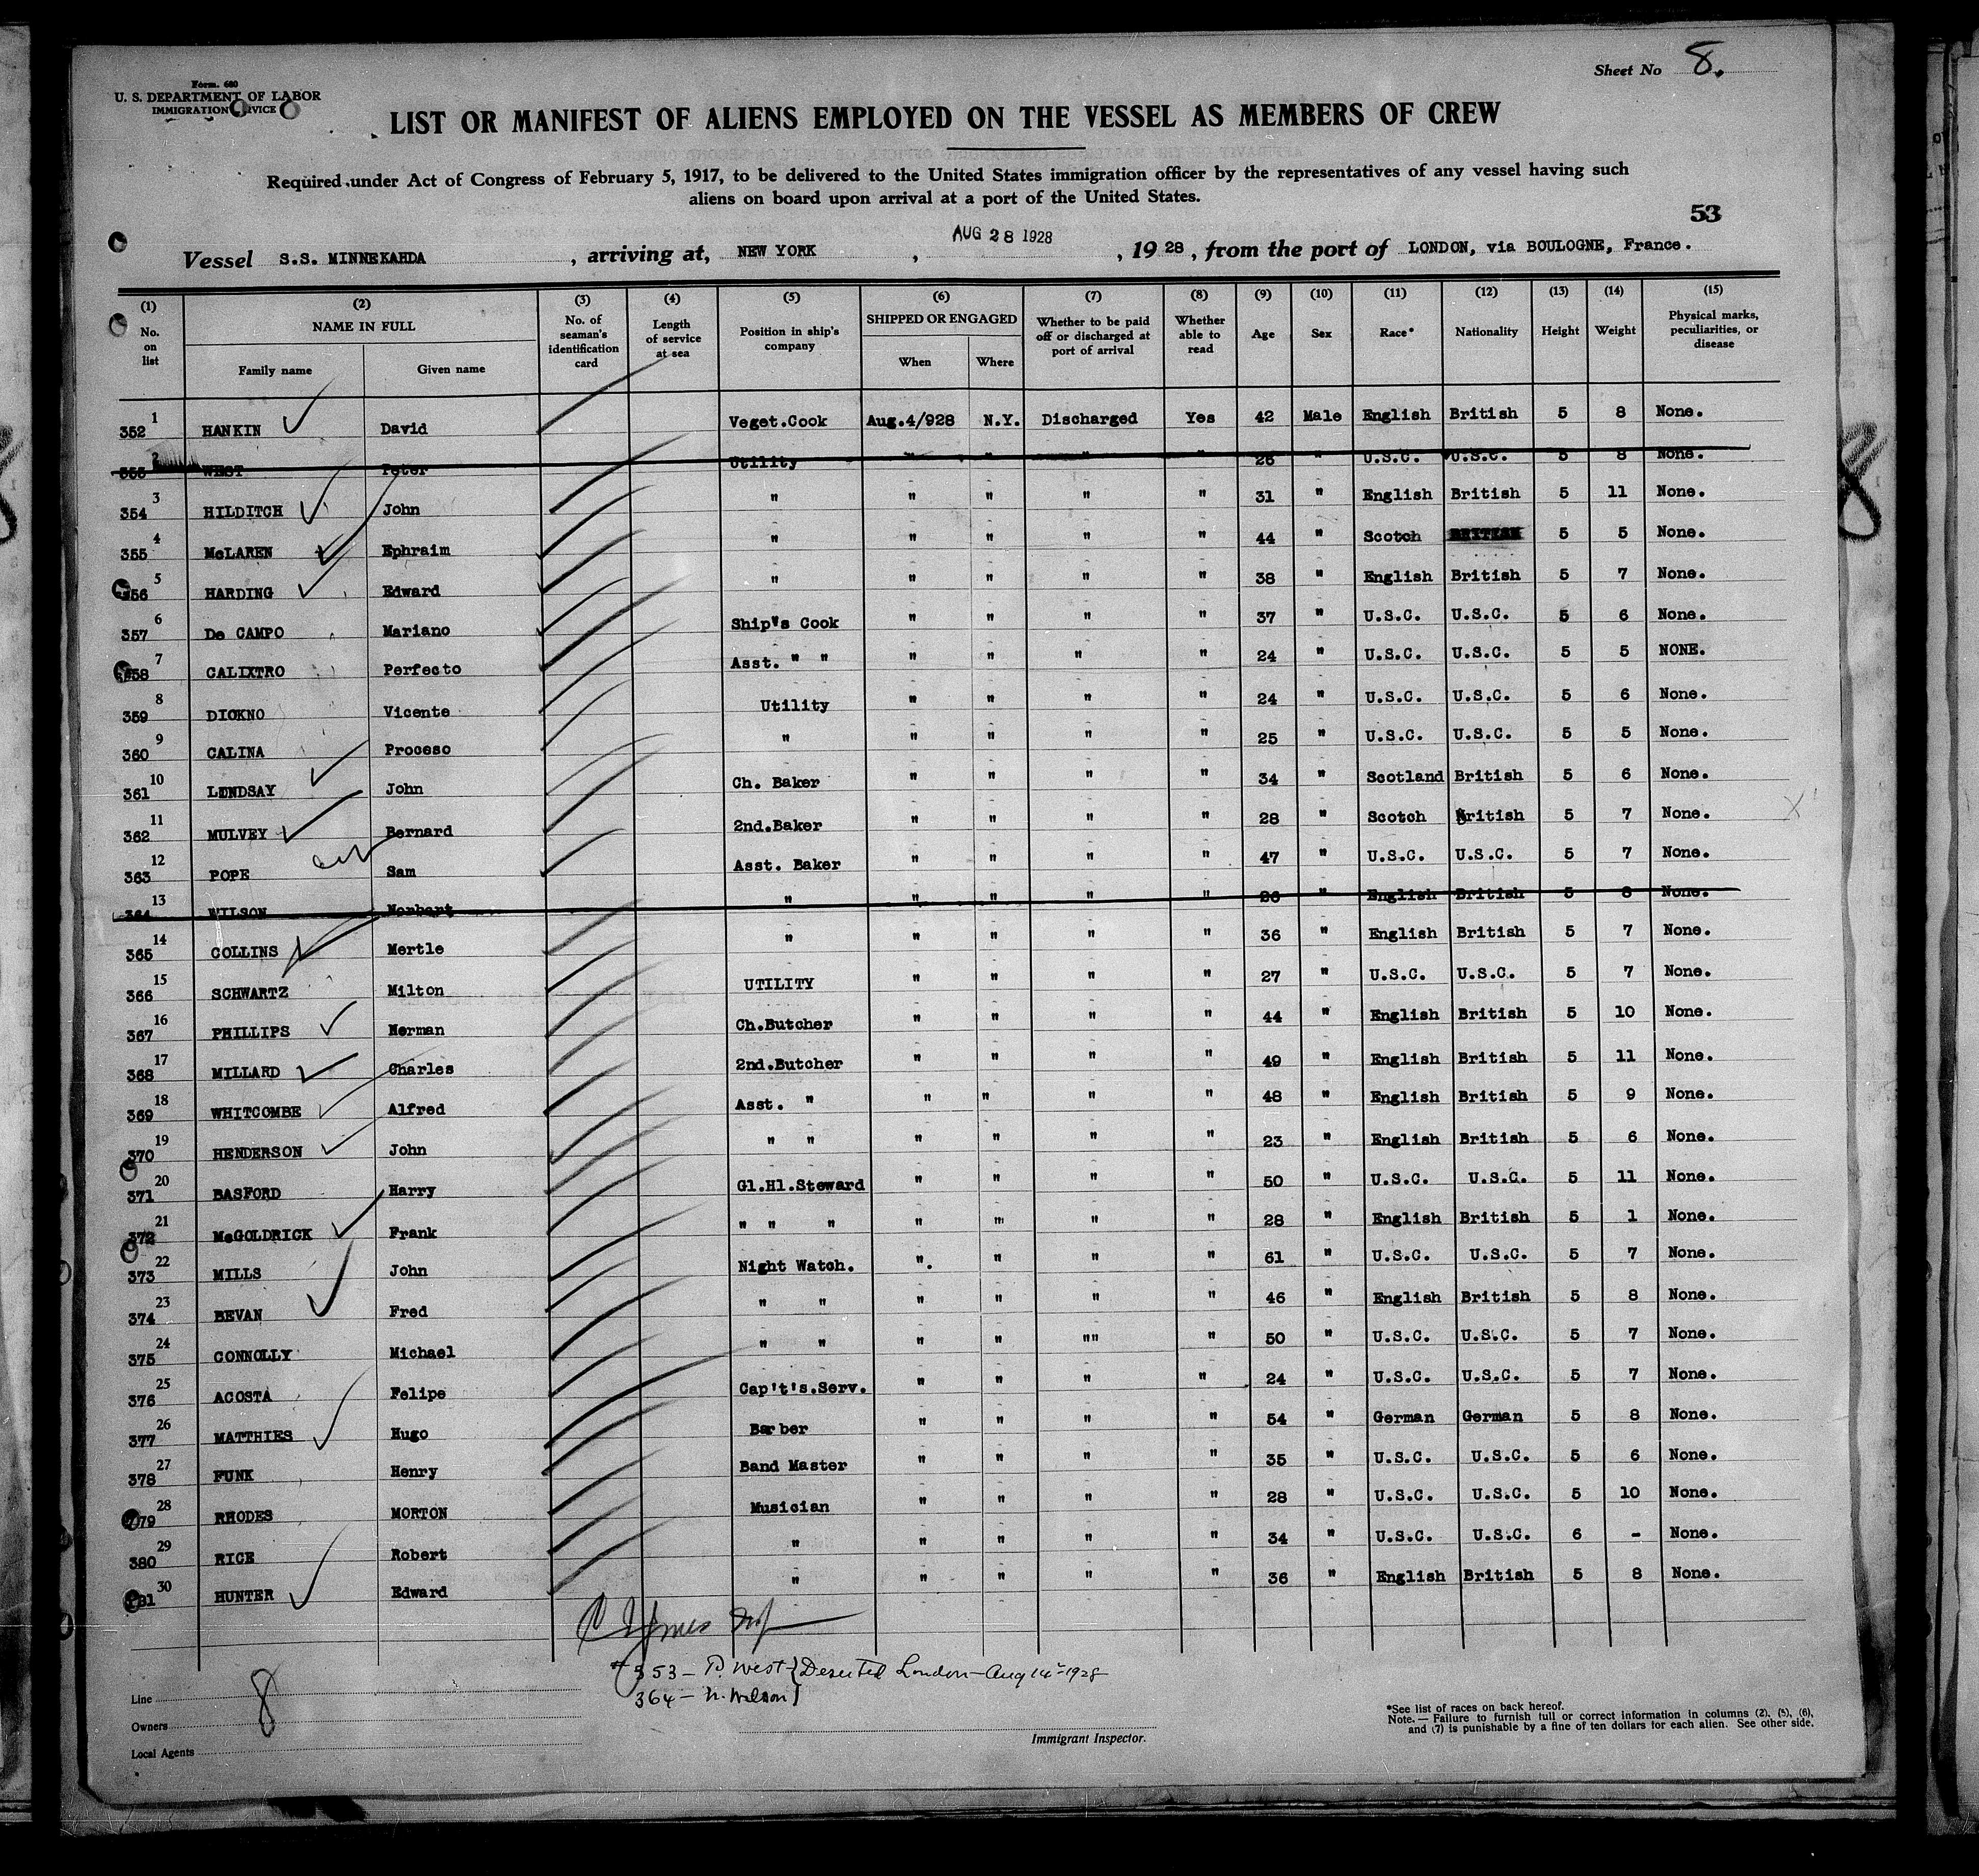 Form. 680
U. S. DEPARTMENT OF LABOR
IMMIGRATION
Sheet No 8.
LIST OR MANIFEST OF ALIENS EMPLOYED ON THE VESSEL AS MEMBERS OF CREW
Required under Act of Congress of February 5, 1917, to be delivered to the United States immigration officer by the representatives of any vessel having such
aliens on board upon arrival at a port of the United States.
53
AUG 28 1928
Vessel S.S. MINNEKAHDA, arriving at, NEW YORK, , 1928, from the port of LONDON, via BOULOGNE, France.
(1) (2) (3) (4) (5) (6) (7) (8) (9) (10) (11) (12) (13) (14) (15)
No. on list NAME IN FULL Family name Given name No. of seaman's identification card Length of service at sea Position in ship's company SHIPPED OR ENGAGED When Where Whether to be paid off or discharged at port of arrival Whether able to read Age Sex Race* Nationality Height Weight Physical marks, peculiarities, or disease
352 1 HANKIN David Veget.Cook Aug.4/928 N.Y. Discharged Yes 42 Male English British 5 8 None.
353 2 WEST Peter Utility " " " " 26 " U.S.C. U.S.C. 5 8 None.
354 3 HILDITCH John " " " " " 31 " English British 5 11 None.
355 4 McLAREN Ephraim " " " " " 44 " Scotch BRITISH 5 5 None.
356 5 HARDING Edward " " " " " 38 " English British 5 7 None.
357 6 De CAMPO Mariano Ship's Cook " " " " 37 " U.S.C. U.S.C. 5 6 None.
358 7 CALIXTRO Perfecto Asst. " " " " " " 24 " U.S.C. U.S.C. 5 5 NONE.
359 8 DIOKNO Vicente Utility " " " " 24 " U.S.C. U.S.C. 5 6 None.
360 9 CALINA Proceso " " " " " 25 " U.S.C. U.S.C. 5 5 None.
361 10 LINDSAY John Ch. Baker " " " " 34 " Scotland British 5 6 None.
362 11 MULVEY Bernard 2nd.Baker " " " " 28 " Scotch British 5 7 None.
363 12 POPE Sam Asst. Baker " " " " 47 " U.S.C. U.S.C. 5 7 None.
364 13 WILSON Norbert " " " " " 26 " English British 5 8 None.
365 14 COLLINS Mertle " " " " " 36 " English British 5 7 None.
366 15 SCHWARTZ Milton UTILITY " " " " 27 " U.S.C. U.S.C. 5 7 None.
367 16 PHILLIPS Herman Ch.Butcher " " " " 44 " English British 5 10 None.
368 17 MILLARD Charles 2nd.Butcher " " " " 49 " English British 5 11 None.
369 18 WHITCOMBE Alfred Asst. " " " " " 48 " English British 5 9 None.
370 19 HENDERSON John " " " " " " 23 " English British 5 6 None.
371 20 BASFORD Harry Gl.Hl.Steward " " " " 50 " U.S.C. U.S.C. 5 11 None.
372 21 McGOLDRICK Frank " " " " " " " 28 " English British 5 1 None.
373 22 MILLS John Night Watch. ". " " " 61 " U.S.C. U.S.C. 5 7 None.
374 23 BEVAN Fred " " " " " " 46 " English British 5 8 None.
375 24 CONNOLLY Michael " " " " "" " 50 " U.S.C. U.S.C. 5 7 None.
376 25 ACOSTA Felipe Cap't's.Serv. " " " " 24 " U.S.C. U.S.C. 5 7 None.
377 26 MATTHIES Hugo Barber " " " " 54 " German German 5 8 None.
378 27 FUNK Henry Band Master " " " " 35 " U.S.C. U.S.C. 5 6 None.
379 28 RHODES MORTON Musician " " " " 28 " U.S.C. U.S.C. 5 10 None.
380 29 RICE Robert " " " " " 34 " U.S.C. U.S.C. 6 - None.
381 30 HUNTER Edward " " " " " 36 " English British 5 8 None.
353 - P. West } Deserted London - Aug 14 - 1928
364 - N. Wilson }
Line
8
Owners
Local Agents
Immigrant Inspector.
*See list of races on back hereof.
Note. — Failure to furnish full or correct information in columns (2), (5), (6),
and (7) is punishable by a fine of ten dollars for each alien. See other side.